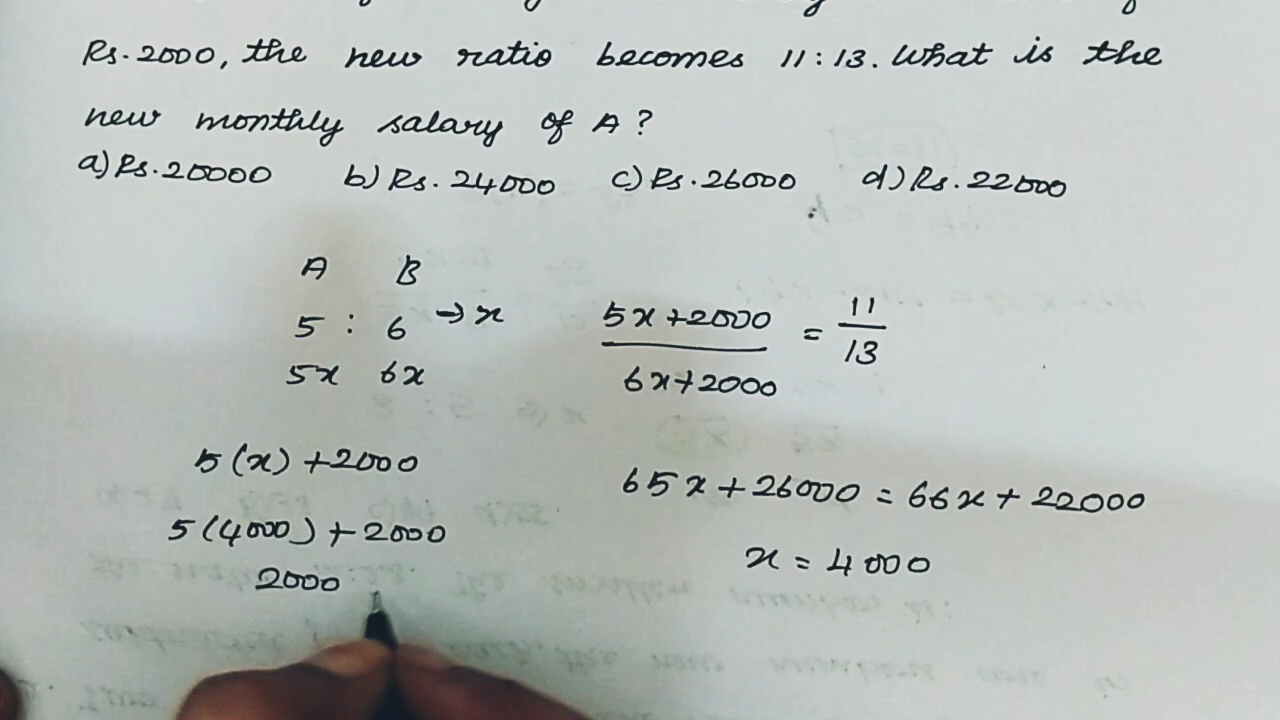 Rs. 2000, the new ratio becomes 11 : 13. What is the
new monthly salary of A ?
a) Rs. 20000 b) Rs. 24000 c) Rs. 26000 d) Rs. 22000
A B
5 : 6 → x
5x 6x
5x + 2000 / 6x + 2000 = 11 / 13
5 (x) + 2000
5 (4000) + 2000
2000
65x + 26000 = 66x + 22000
x = 4000